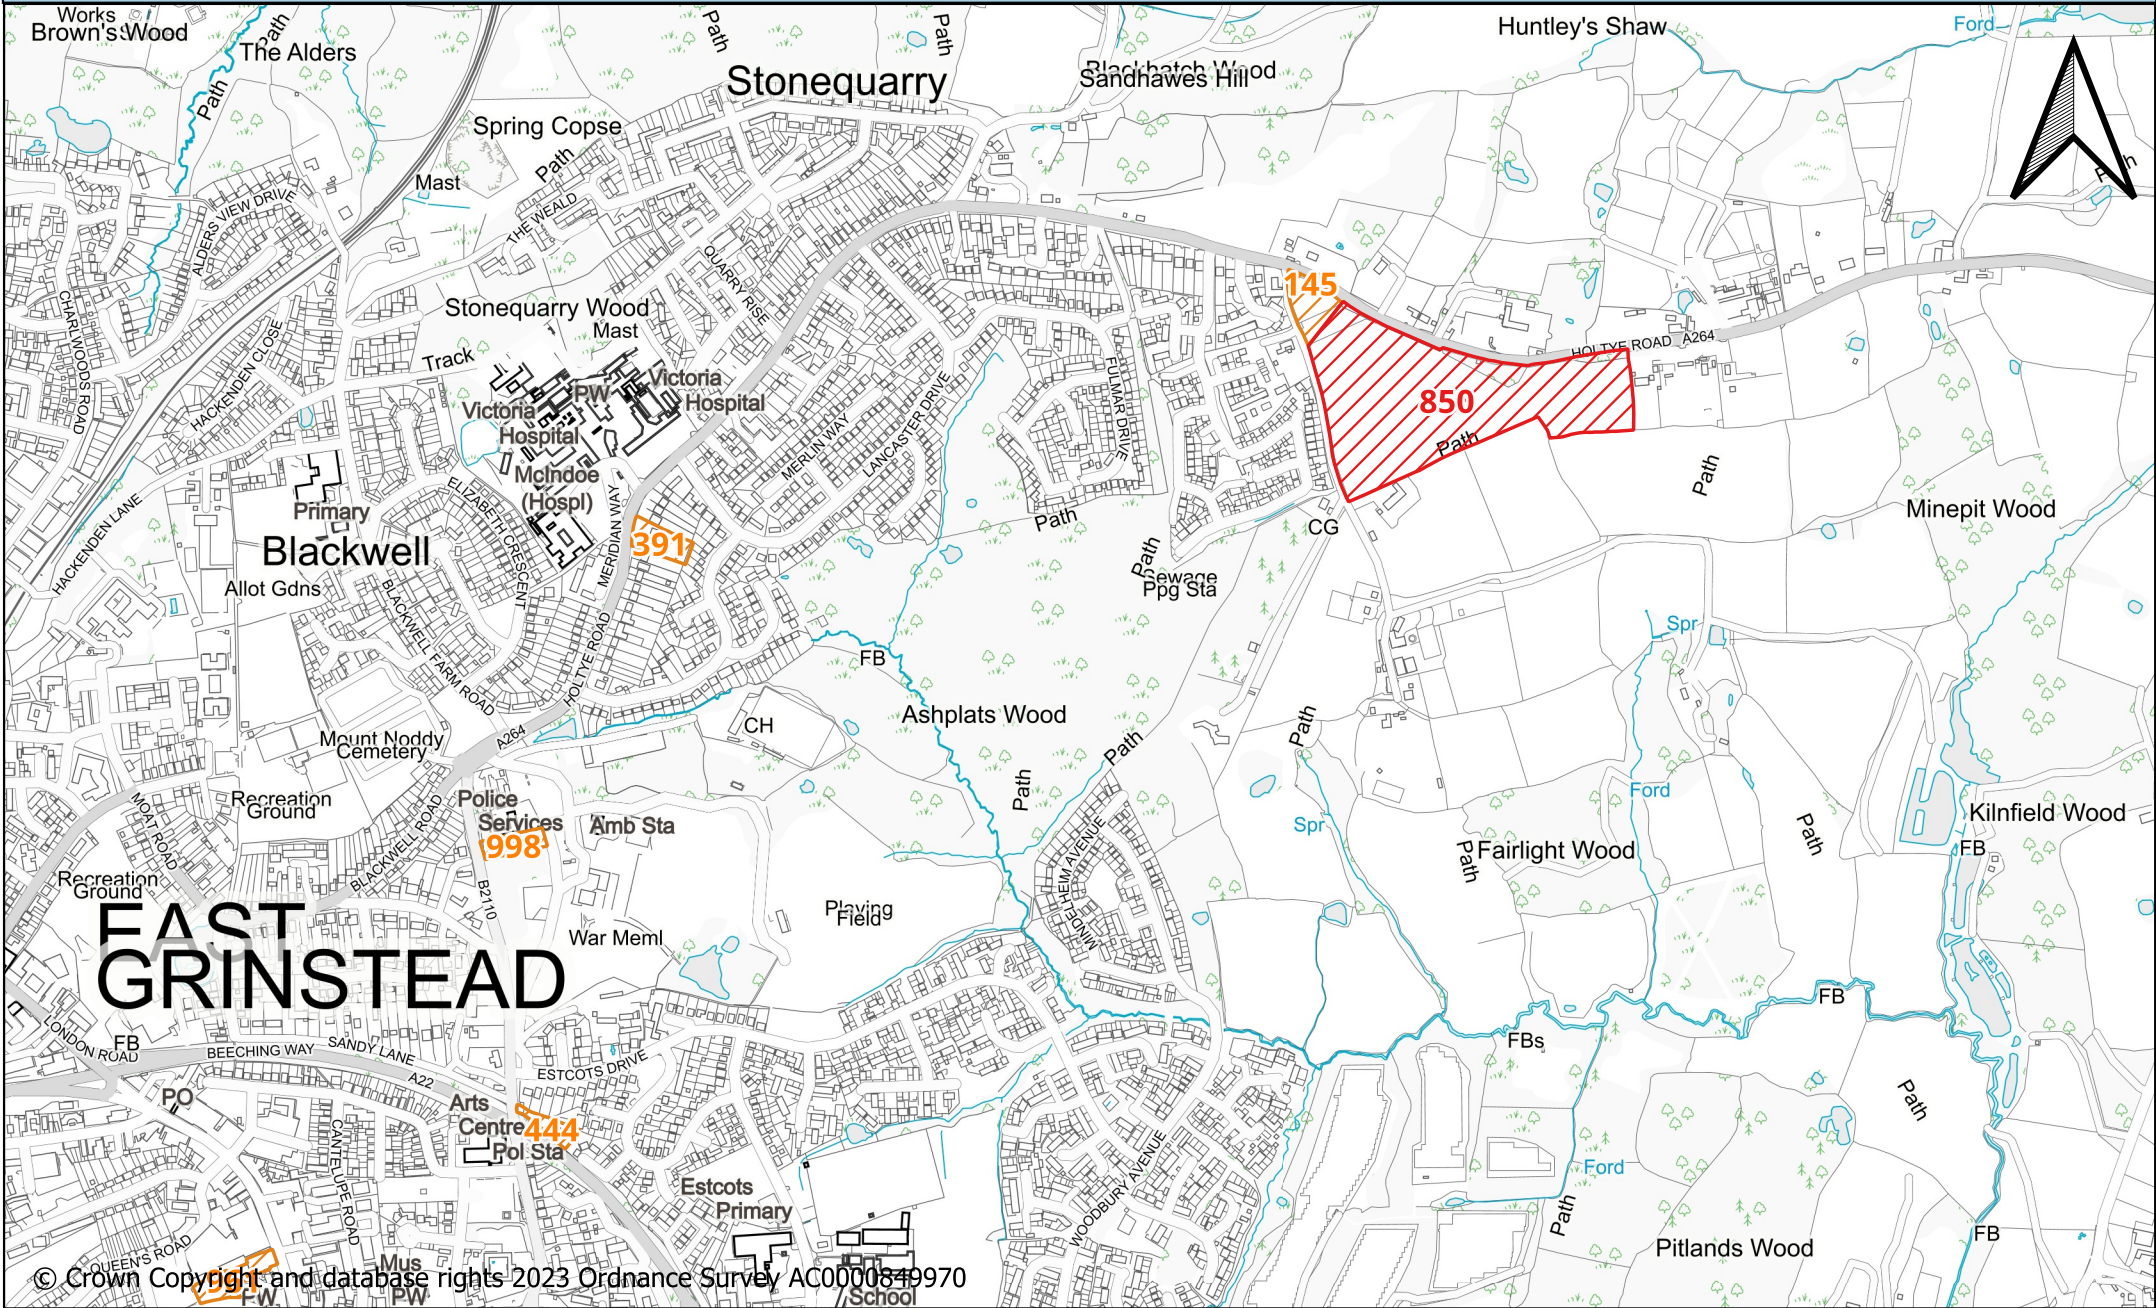 Works
Brown's Wood
Path
The Alders
Path
Path
Path
Stonequarry
Blackhatch Wood
Sandhawes Hill
Huntley's Shaw
Ford
Spring Copse
Path
Mast
THE WEALD
ALDERS VIEW DRIVE
CHARLWOODS ROAD
HACKENDEN CLOSE
QUARRY RISE
Stonequarry Wood
Mast
Track
145
HOLTYE ROAD
A264
850
Path
PW
Victoria
Hospital
Victoria
Hospital
McIndoe
(Hospl)
MERLIN WAY
LANCASTER DRIVE
FULMAR DRIVE
Primary
Blackwell
Allot Gdns
HACKENDEN LANE
ELIZABETH CRESCENT
MERIDIAN WAY
391
Path
Path
Sewage
Ppg Sta
CG
Path
Minepit Wood
BLACKWELL FARM ROAD
HOLTYE ROAD
A264
FB
Spr
Ashplats Wood
CH
Mount Noddy
Cemetery
Path
Path
Path
Recreation
Ground
MOAT ROAD
BLACKWELL ROAD
Police
Services
998
Amb Sta
B2110
Spr
Ford
Path
Fairlight Wood
Path
Kilnfield Wood
FB
Recreation
Ground
MINDELHEIM AVENUE
Playing
Field
War Meml
EAST
GRINSTEAD
LONDON ROAD
FB
BEECHING WAY
SANDY LANE
A22
ESTCOTS DRIVE
FBs
FB
PO
Arts
Centre
444
Pol Sta
CANTELUPE ROAD
Estcots
Primary
WOODBURY AVENUE
Path
Ford
Path
Pitlands Wood
FB
QUEEN'S ROAD
Mus
PW
PW
School
© Crown Copyright and database rights 2023 Ordnance Survey AC0000849970